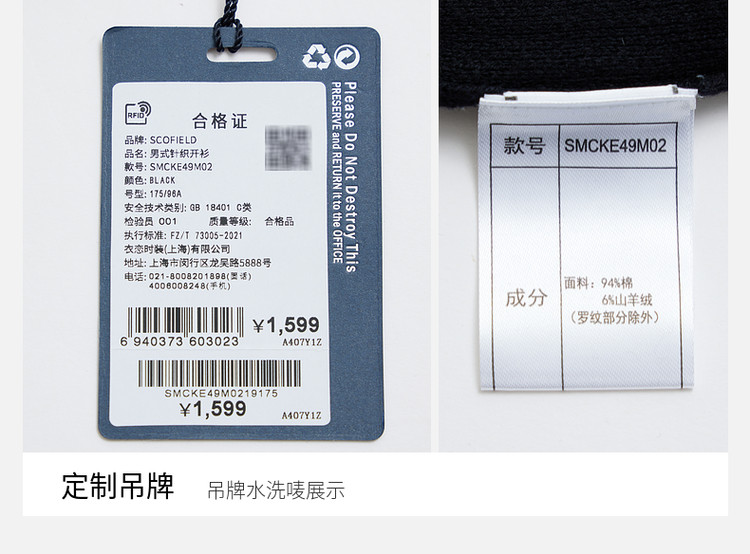 RFID
合格证
品牌: SCOFIELD
品名: 男式针织开衫
款号: SMCKE49M02
颜色: BLACK
号型: 175/96A
安全技术类别: GB 18401 C类
检验员 001 质量等级: 合格品
执行标准: FZ/T 73005-2021
衣恋时装(上海)有限公司
地址: 上海市闵行区龙吴路5888号
电话: 021-8008201898(座话)
4006008248(手机)
6 940373 603023
¥1,599
A407Y1Z
SMCKE49M0219175
¥1,599
A407Y1Z
Please Do Not Destroy This
PRESERVE and RETURN it to the OFFICE
款号 SMCKE49M02
成分
面料: 94%棉
6%山羊绒
(罗纹部分除外)
定制吊牌 吊牌水洗唛展示